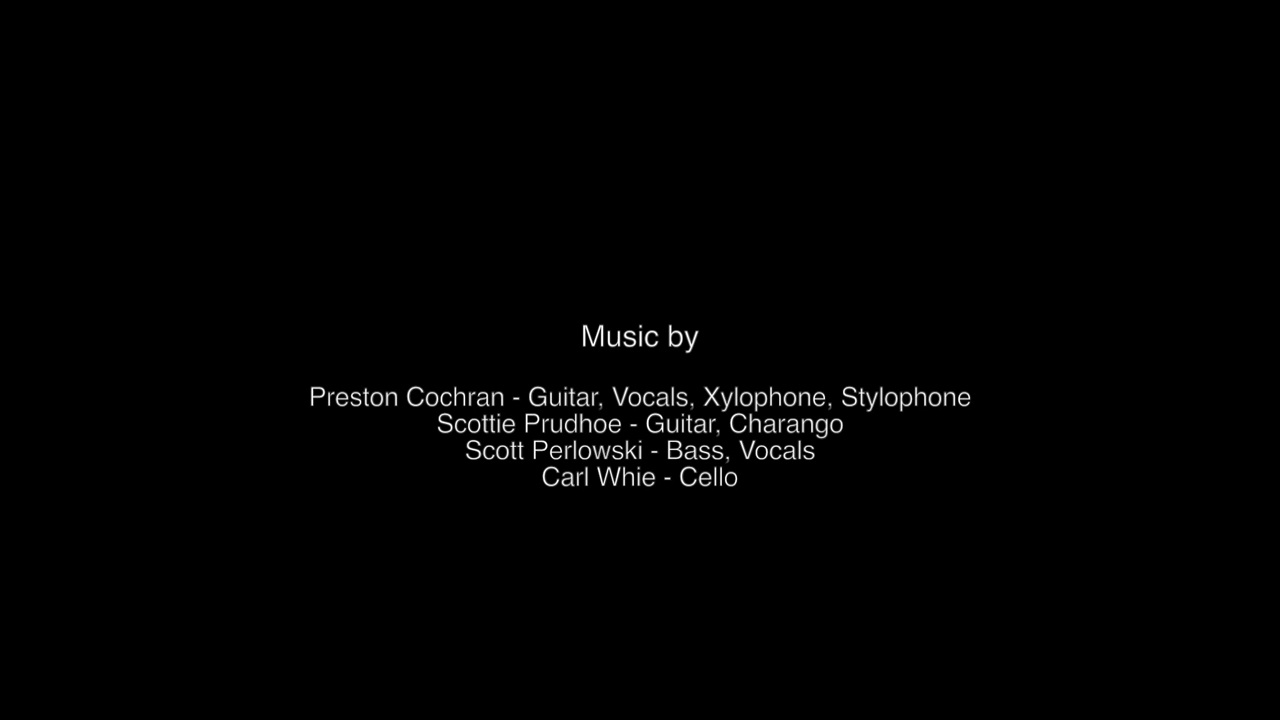 Music by
Preston Cochran - Guitar, Vocals, Xylophone, Stylophone
Scottie Prudhoe - Guitar, Charango
Scott Perlowski - Bass, Vocals
Carl Whie - Cello